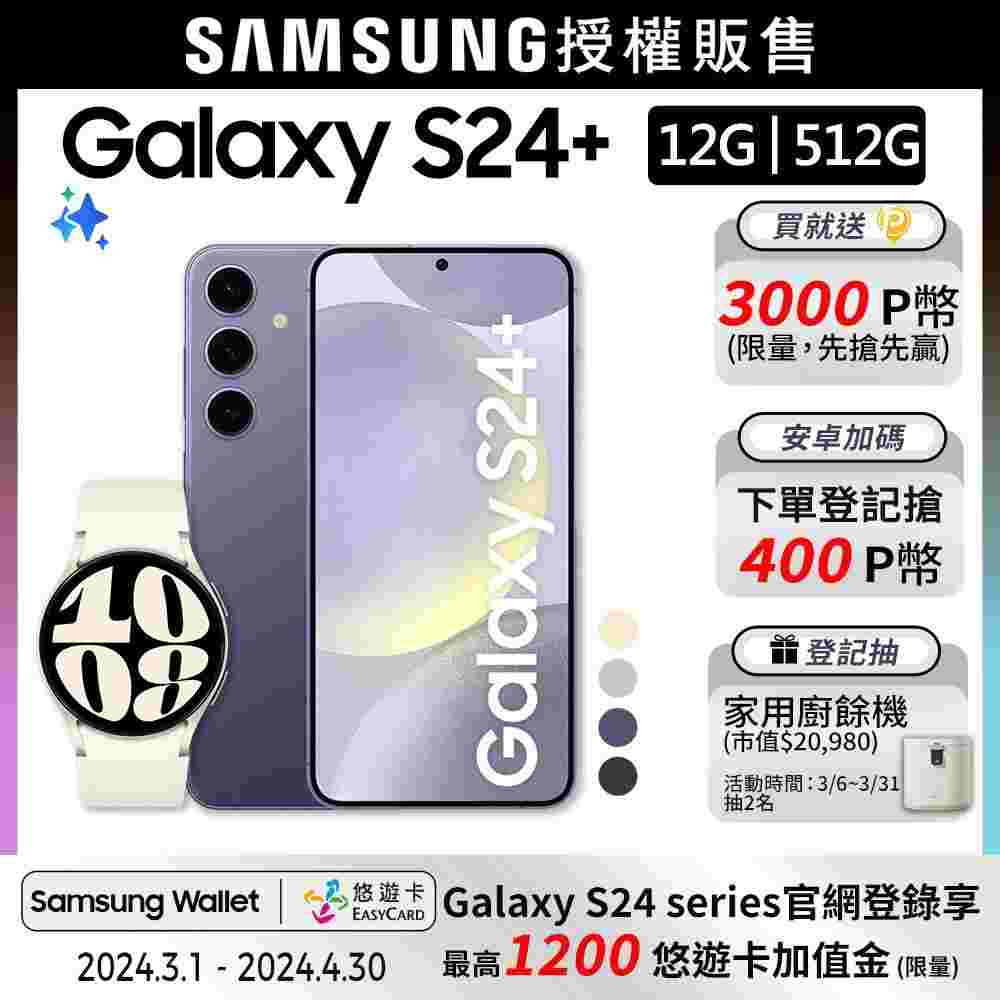 SAMSUNG授權販售
Galaxy S24+ 12G | 512G
買就送 P
3000 P幣
(限量，先搶先贏)
安卓加碼
下單登記搶
400 P幣
登記抽
家用廚餘機
(市值$20,980)
活動時間：3/6~3/31
抽2名
Galaxy S24+
10
08
Samsung Wallet | 悠遊卡
EASYCARD
2024.3.1 - 2024.4.30
Galaxy S24 series官網登錄享
最高1200 悠遊卡加值金 (限量)